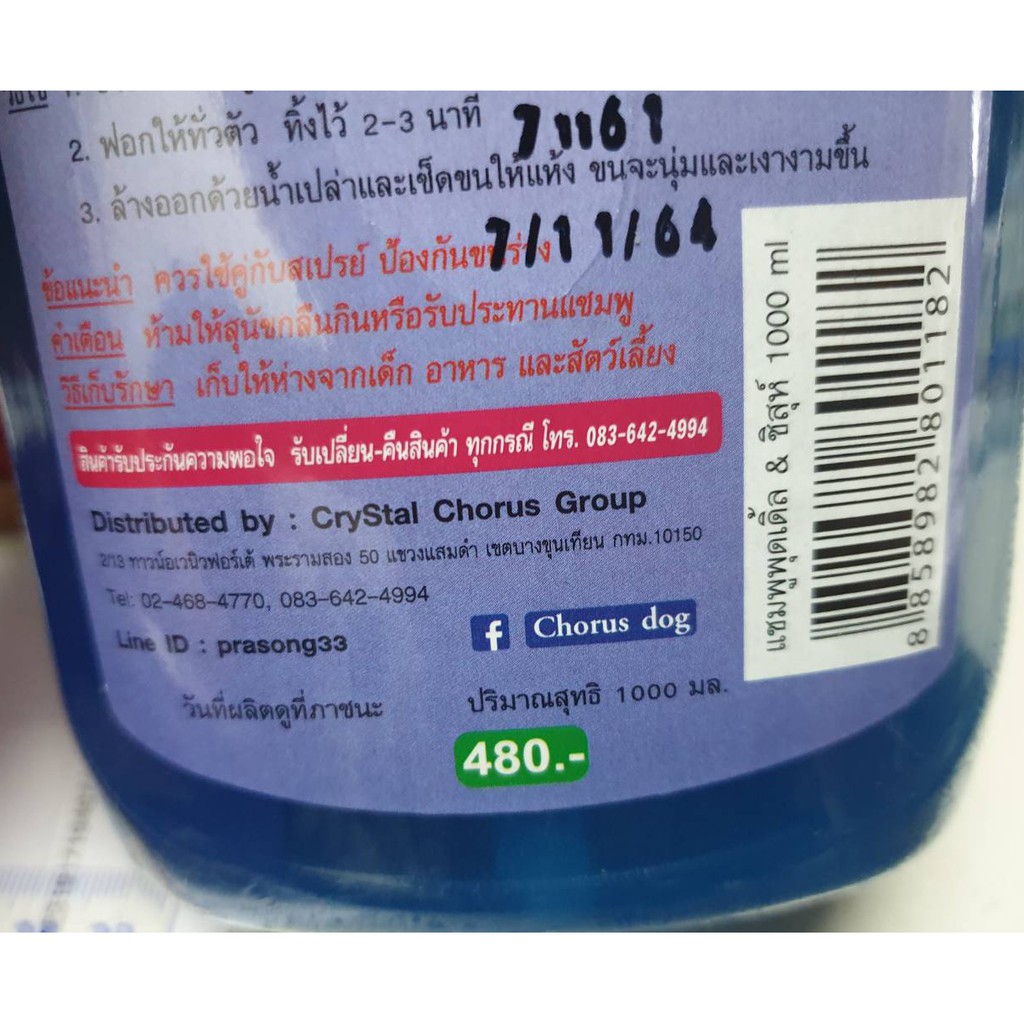 2. ฟอกให้ทั่วตัว ทิ้งไว้ 2-3 นาที
7 11 61
3. ล้างออกด้วยน้ำเปล่าและเช็ดขนให้แห้ง ขนจะนุ่มและเงางามขึ้น
7/11/64
ข้อแนะนำ ควรใช้คู่กับสเปรย์ ป้องกันขนร่วง
คำเตือน ห้ามให้สุนัขกลืนกินหรือรับประทานแชมพู
วิธีเก็บรักษา เก็บให้ห่างจากเด็ก อาหาร และสัตว์เลี้ยง
สินค้ารับประกันความพอใจ รับเปลี่ยน-คืนสินค้า ทุกกรณี โทร. 083-642-4994
Distributed by : CryStal Chorus Group
2/13 ทาวน์อเวนิวฟอร์เต้ พระรามสอง 50 แขวงแสมดำ เขตบางขุนเทียน กทม.10150
Tel: 02-468-4770, 083-642-4994
Line ID : prasong33
f Chorus dog
วันที่ผลิตดูที่ภาชนะ
ปริมาณสุทธิ 1000 มล.
480.-
แชมพูพุดเดิ้ล & ชิสุห์ 1000 ml
8 858982 801182